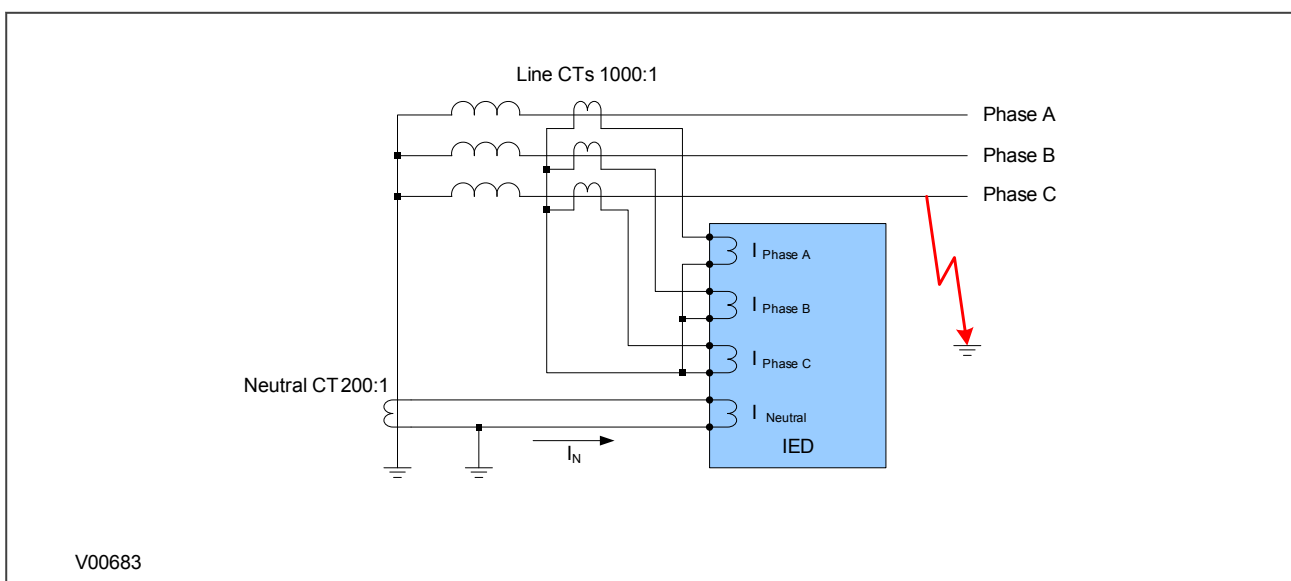 Line CTs 1000:1
Phase A
Phase B
Phase C
I Phase A
I Phase B
I Phase C
Neutral CT 200:1
I Neutral
IED
IN
V00683